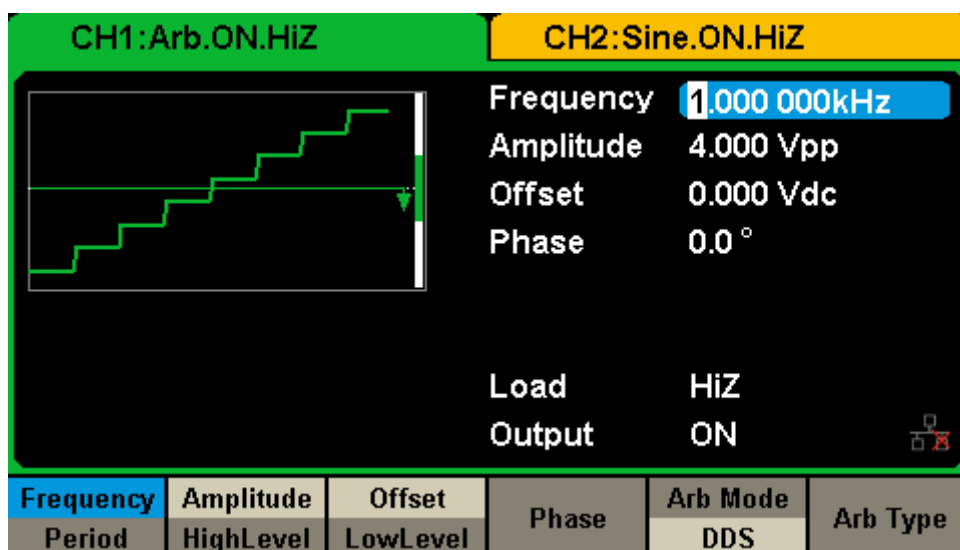 CH1:Arb.ON.HiZ
CH2:Sine.ON.HiZ
Frequency 1.000 000kHz
Amplitude 4.000 Vpp
Offset 0.000 Vdc
Phase 0.0 °
Load HiZ
Output ON
Frequency Amplitude Offset Phase Arb Mode Arb Type
Period HighLevel LowLevel DDS